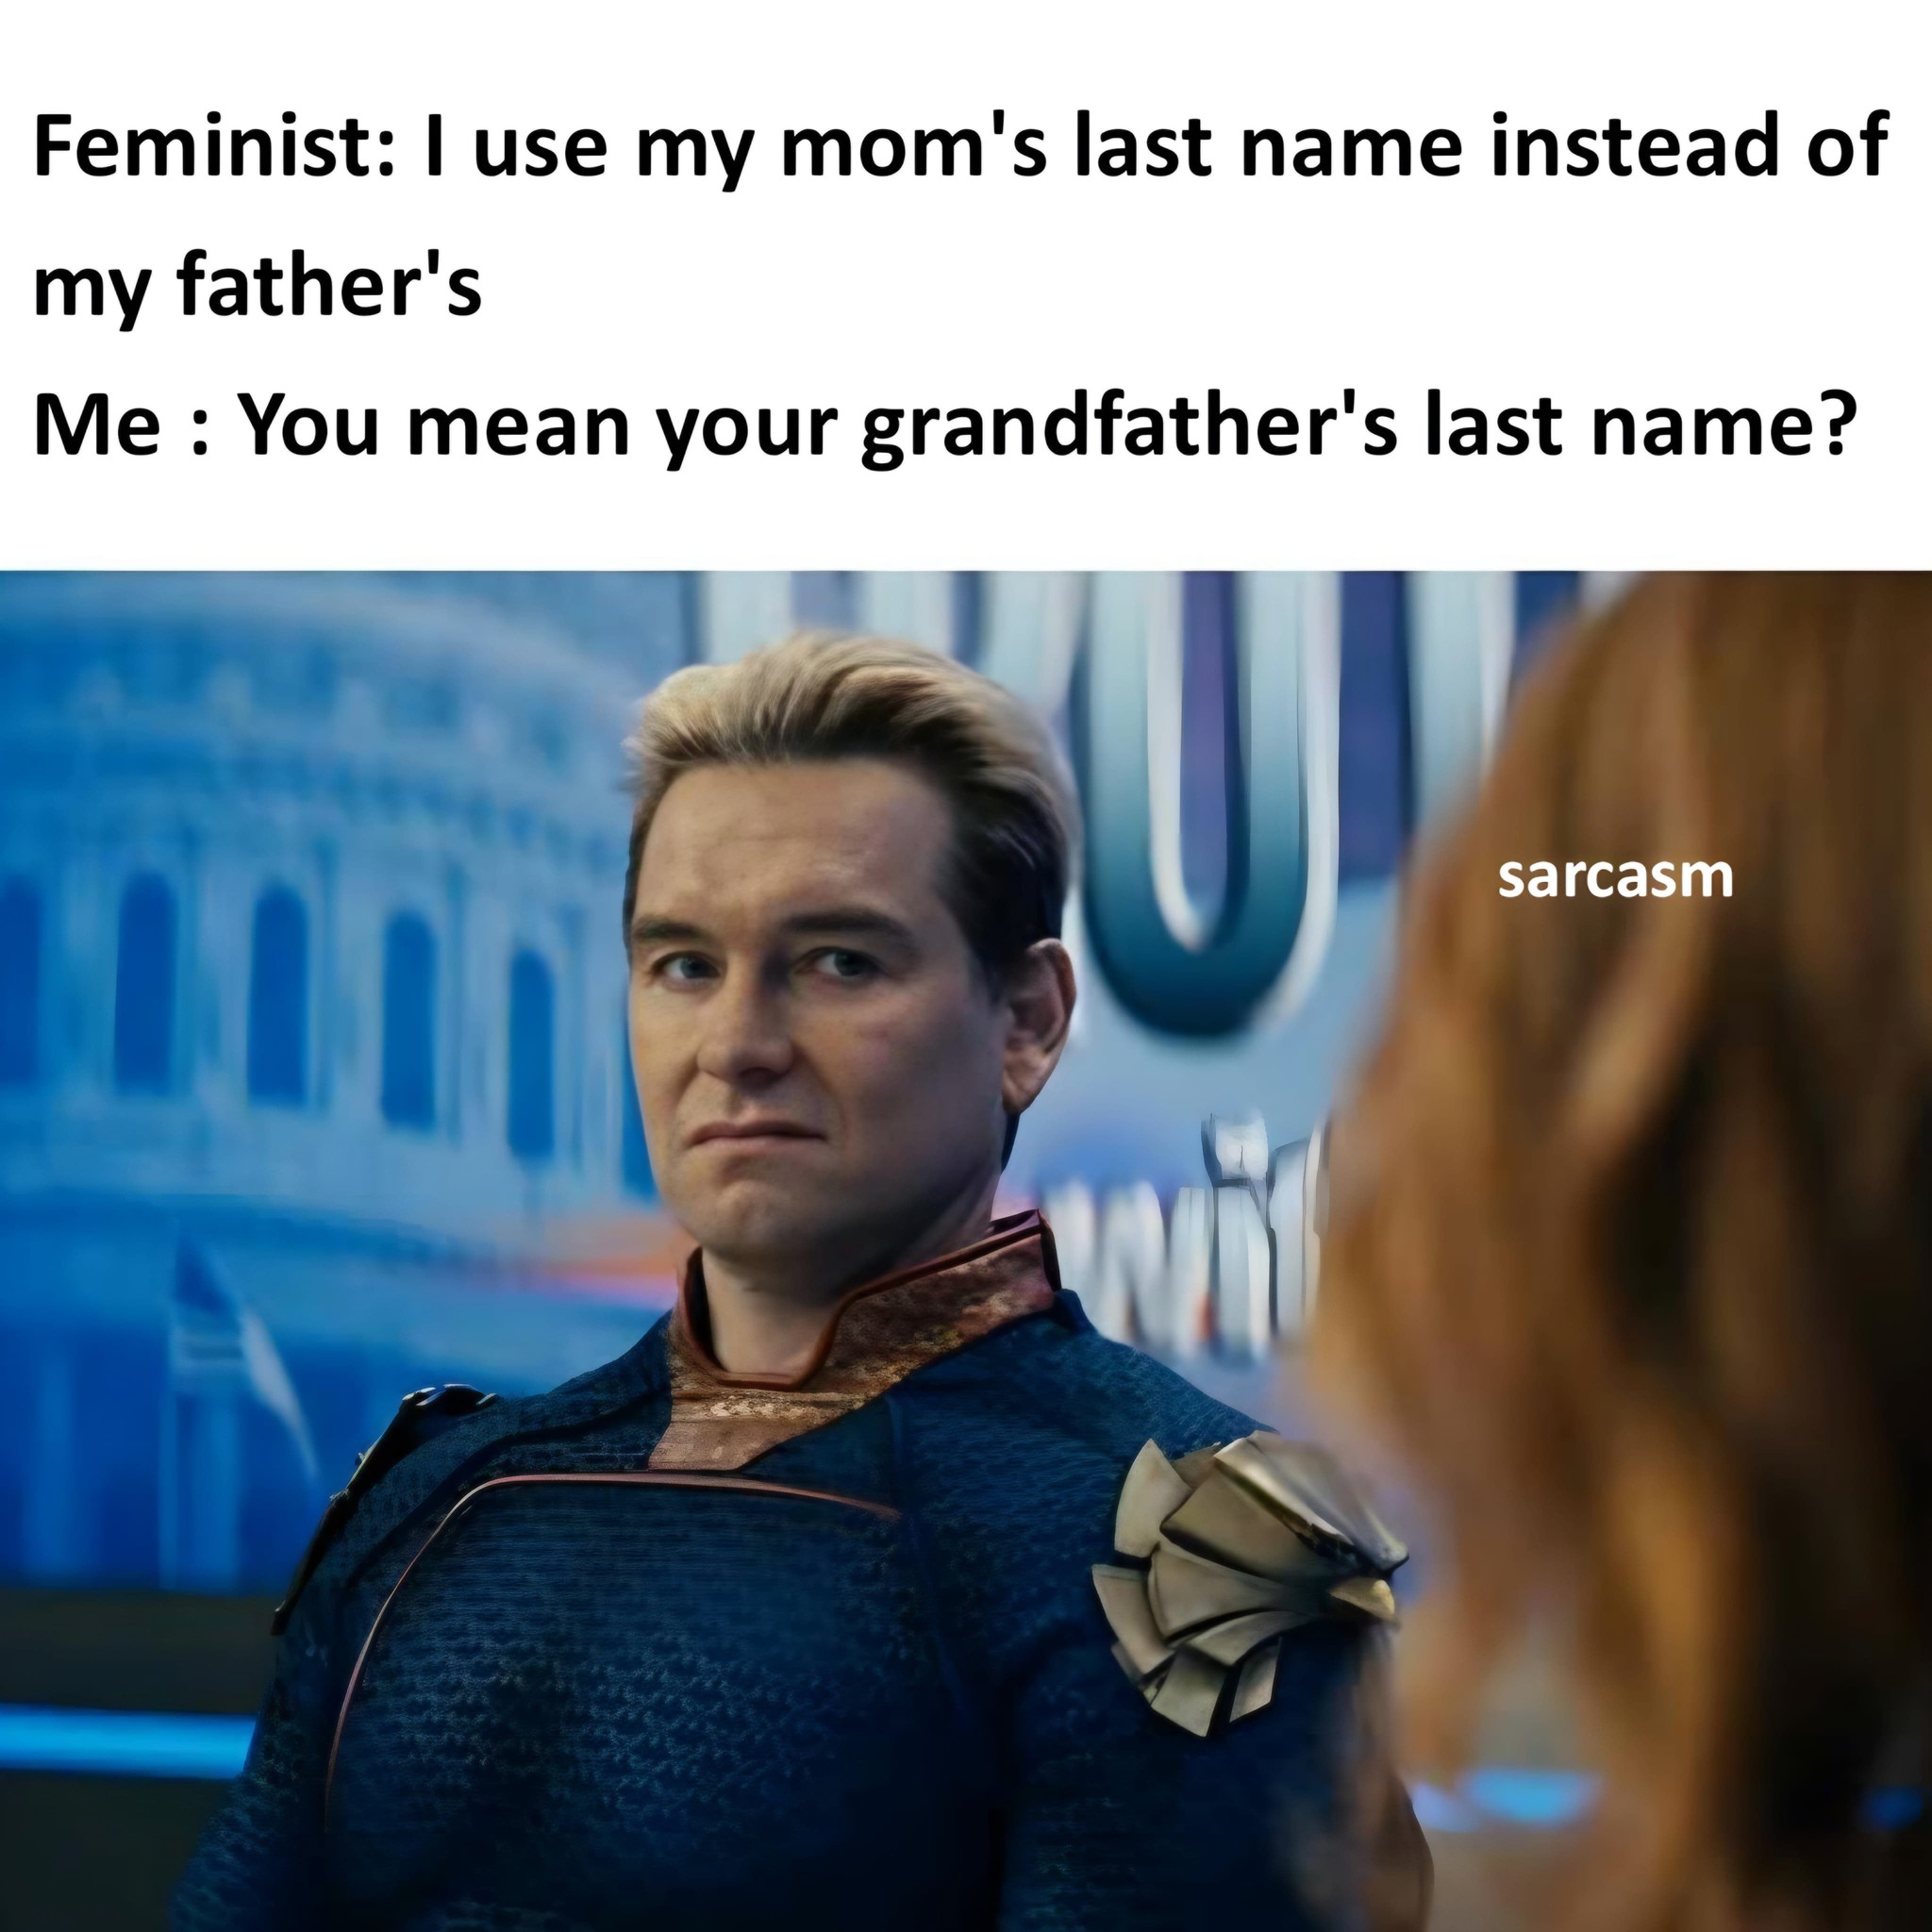 Feminist: I use my mom's last name instead of
my father's
Me : You mean your grandfather's last name?
sarcasm